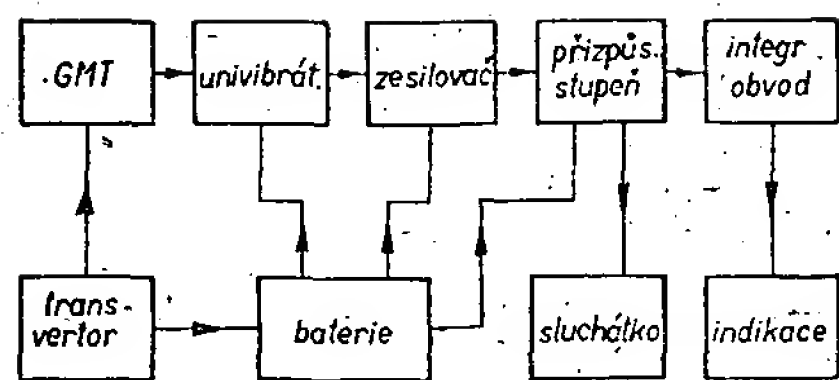 GMT
univibrát.
zesilovač
přizpůs.
stupeň
integr
obvod
trans-
vertor
baterie
sluchátko
indikace